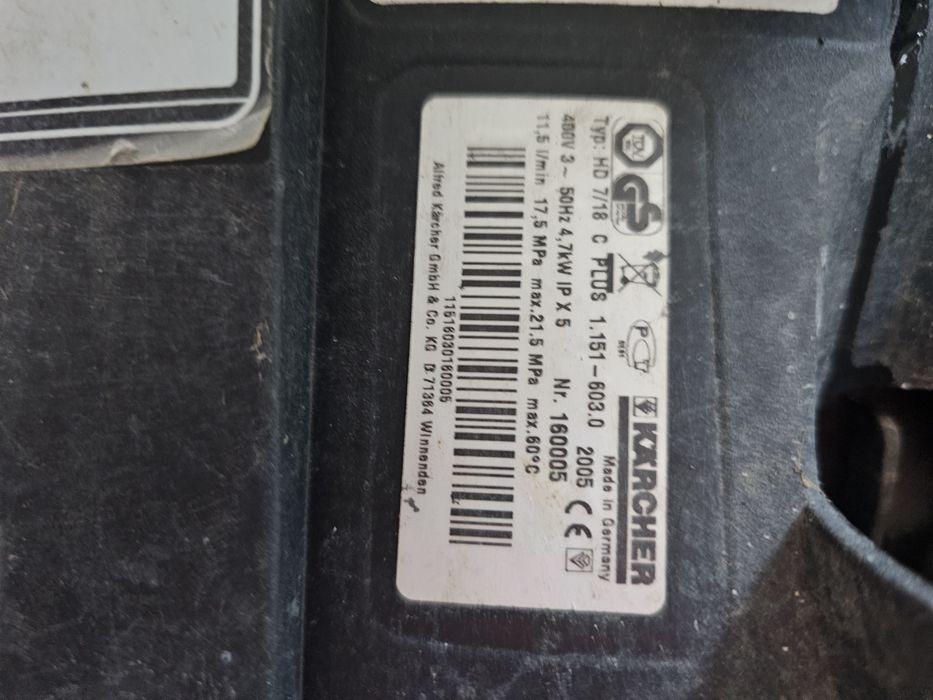 KÄRCHER
Made in Germany
Typ: HD 7/18 C PLUS 1.151-603.0 2005 CE
400V 3~ 50Hz 4,7kW IP X 5 Nr. 160005
11,5 l/min 17,5 MPa max.21.5 MPa max.60°C
11516030160005
Alfred Kärcher GmbH & Co. KG D 71364 Winnenden